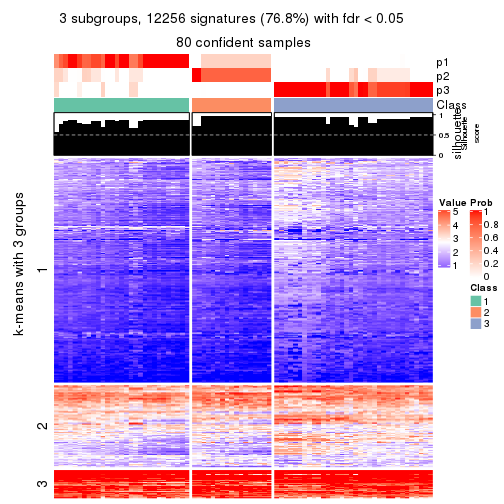 3 subgroups, 12256 signatures (76.8%) with fdr < 0.05
80 confident samples
p1
p2
p3
Class
1
0.5
0
silhouette
Silhouette
score
k-means with 3 groups
1
2
3
Value
5
4
3
2
1
Prob
1
0.8
0.6
0.4
0.2
0
Class
1
2
3